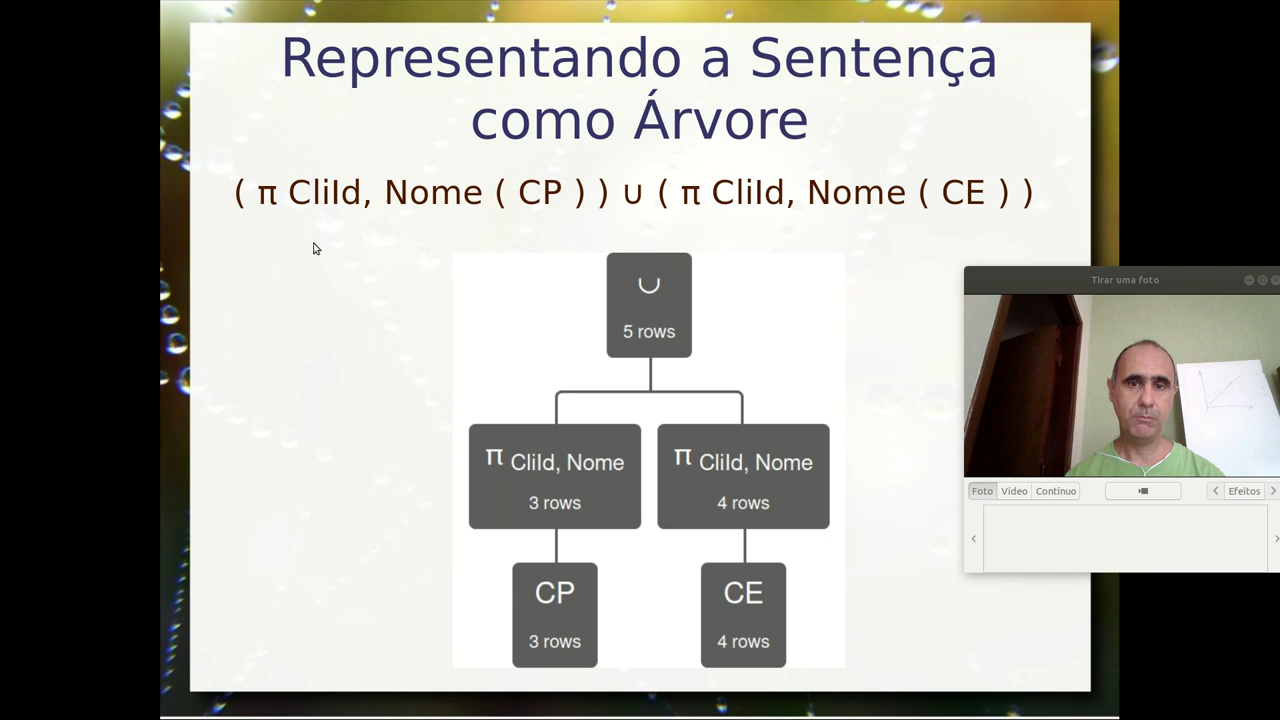 Representando a Sentença
como Árvore
( π CliId, Nome ( CP ) ) ∪ ( π CliId, Nome ( CE ) )
∪
5 rows
π CliId, Nome
3 rows
π CliId, Nome
4 rows
CP
3 rows
CE
4 rows
Tirar uma foto
Foto
Vídeo
Contínuo
Efeitos